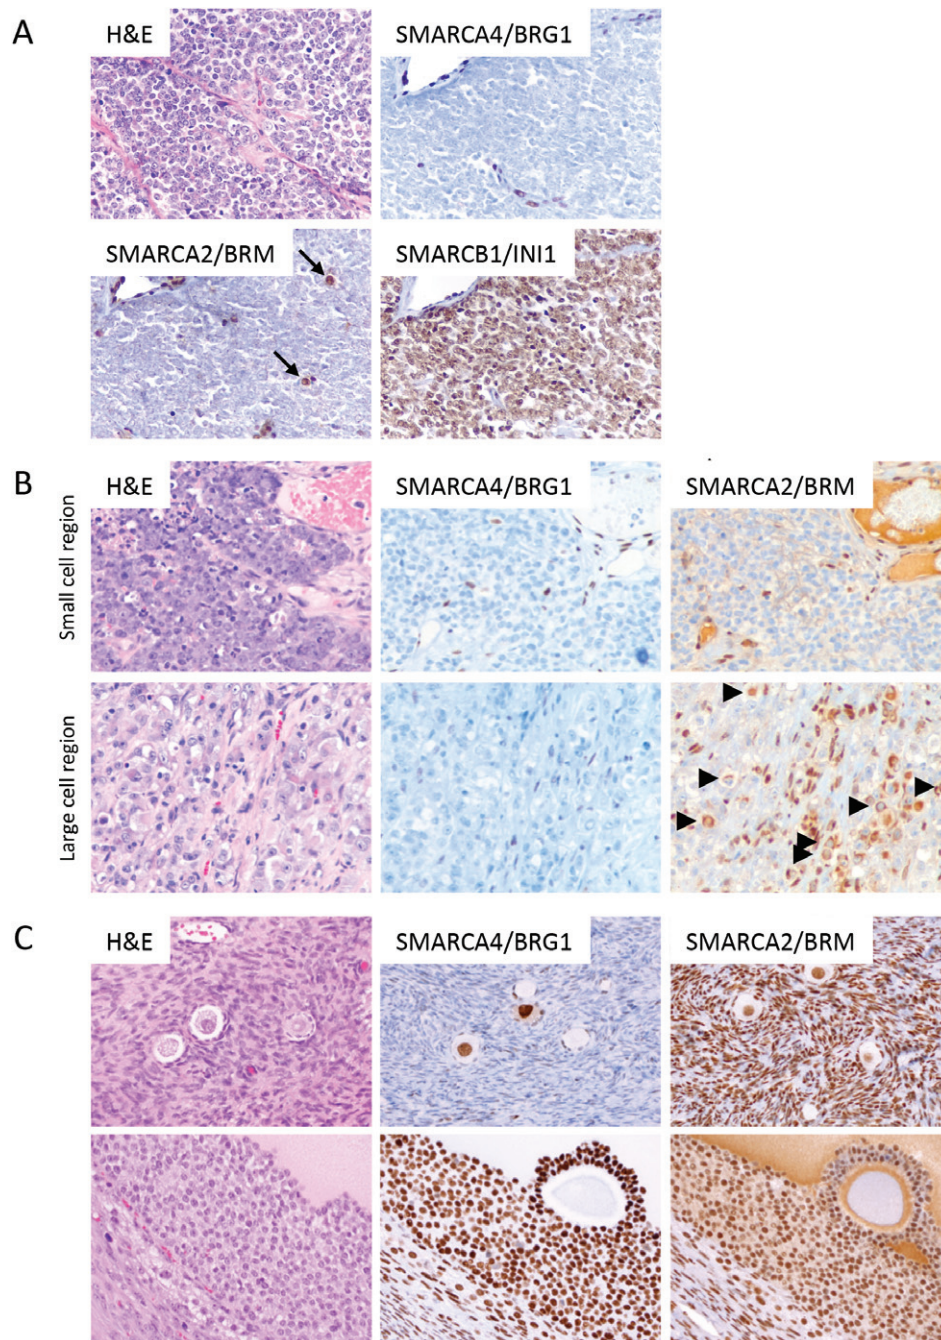 A
H&E
SMARCA4/BRG1
SMARCA2/BRM
SMARCB1/INI1
B
H&E
SMARCA4/BRG1
SMARCA2/BRM
Small cell region
Large cell region
C
H&E
SMARCA4/BRG1
SMARCA2/BRM